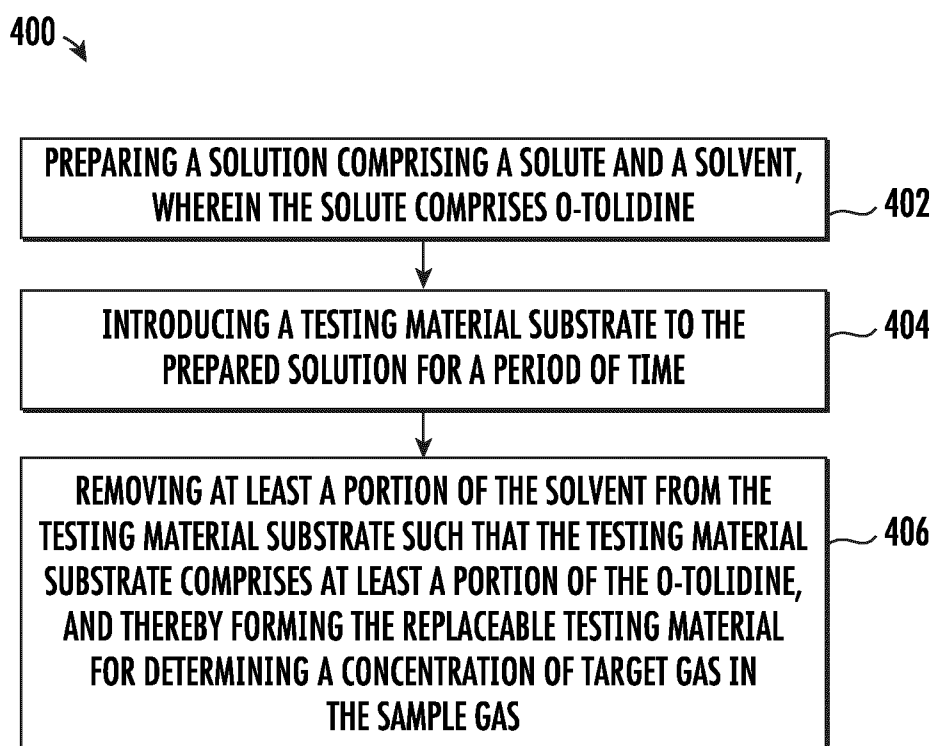 400
PREPARING A SOLUTION COMPRISING A SOLUTE AND A SOLVENT,
WHEREIN THE SOLUTE COMPRISES O-TOLIDINE
402
INTRODUCING A TESTING MATERIAL SUBSTRATE TO THE
PREPARED SOLUTION FOR A PERIOD OF TIME
404
REMOVING AT LEAST A PORTION OF THE SOLVENT FROM THE
TESTING MATERIAL SUBSTRATE SUCH THAT THE TESTING MATERIAL
SUBSTRATE COMPRISES AT LEAST A PORTION OF THE O-TOLIDINE,
AND THEREBY FORMING THE REPLACEABLE TESTING MATERIAL
FOR DETERMINING A CONCENTRATION OF TARGET GAS IN
THE SAMPLE GAS
406